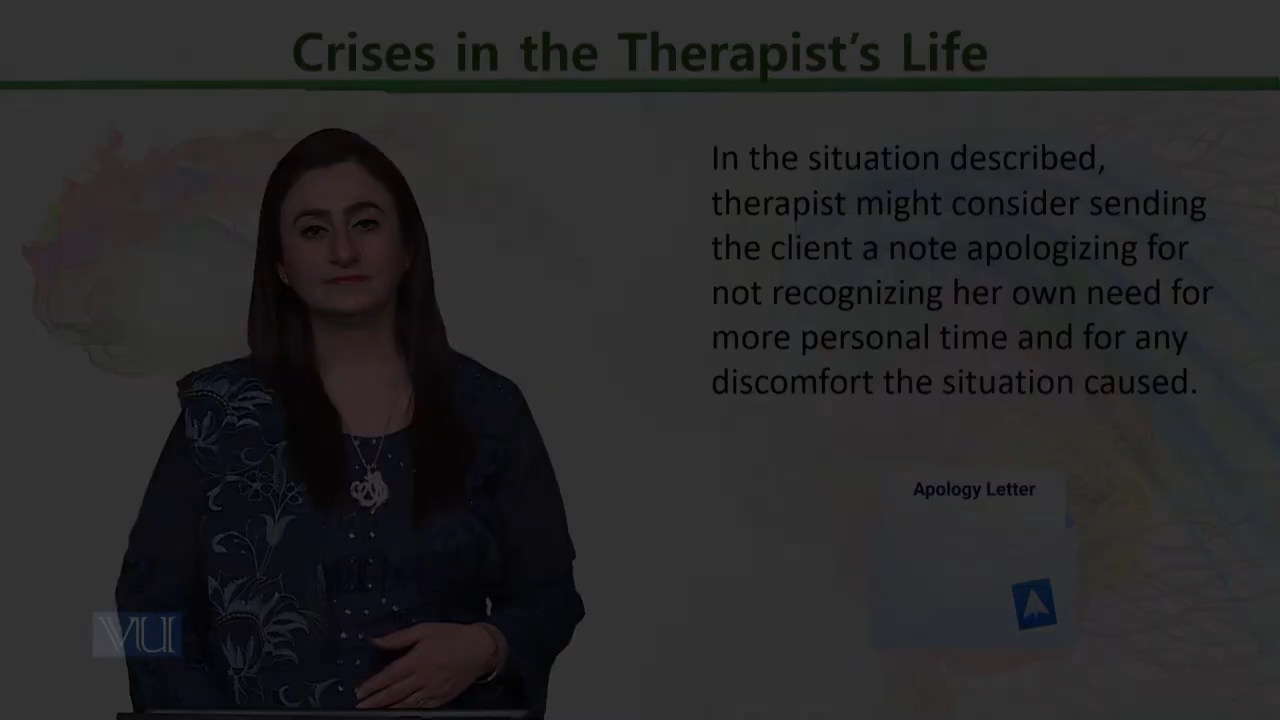 Crises in the Therapist's Life
In the situation described,
therapist might consider sending
the client a note apologizing for
not recognizing her own need for
more personal time and for any
discomfort the situation caused.
Apology Letter
VU